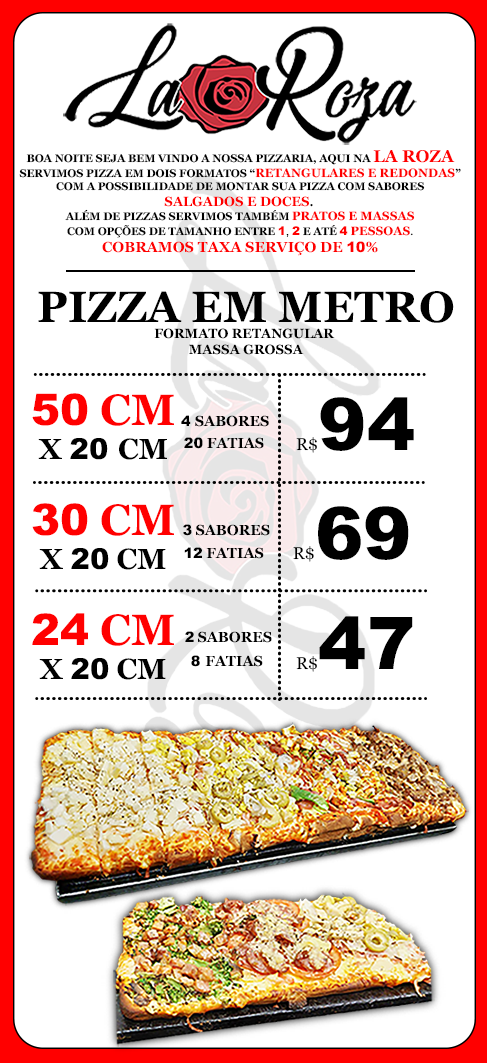 La Roza
BOA NOITE SEJA BEM VINDO A NOSSA PIZZARIA, AQUI NA LA ROZA
SERVIMOS PIZZA EM DOIS FORMATOS “RETANGULARES E REDONDAS”
COM A POSSIBILIDADE DE MONTAR SUA PIZZA COM SABORES
SALGADOS E DOCES.
ALÉM DE PIZZAS SERVIMOS TAMBÉM PRATOS E MASSAS
COM OPÇÕES DE TAMANHO ENTRE 1, 2 E ATÉ 4 PESSOAS.
COBRAMOS TAXA SERVIÇO DE 10%
PIZZA EM METRO
FORMATO RETANGULAR
MASSA GROSSA
50 CM 4 SABORES
X 20 CM 20 FATIAS R$94
30 CM 3 SABORES
X 20 CM 12 FATIAS R$69
24 CM 2 SABORES
X 20 CM 8 FATIAS R$47